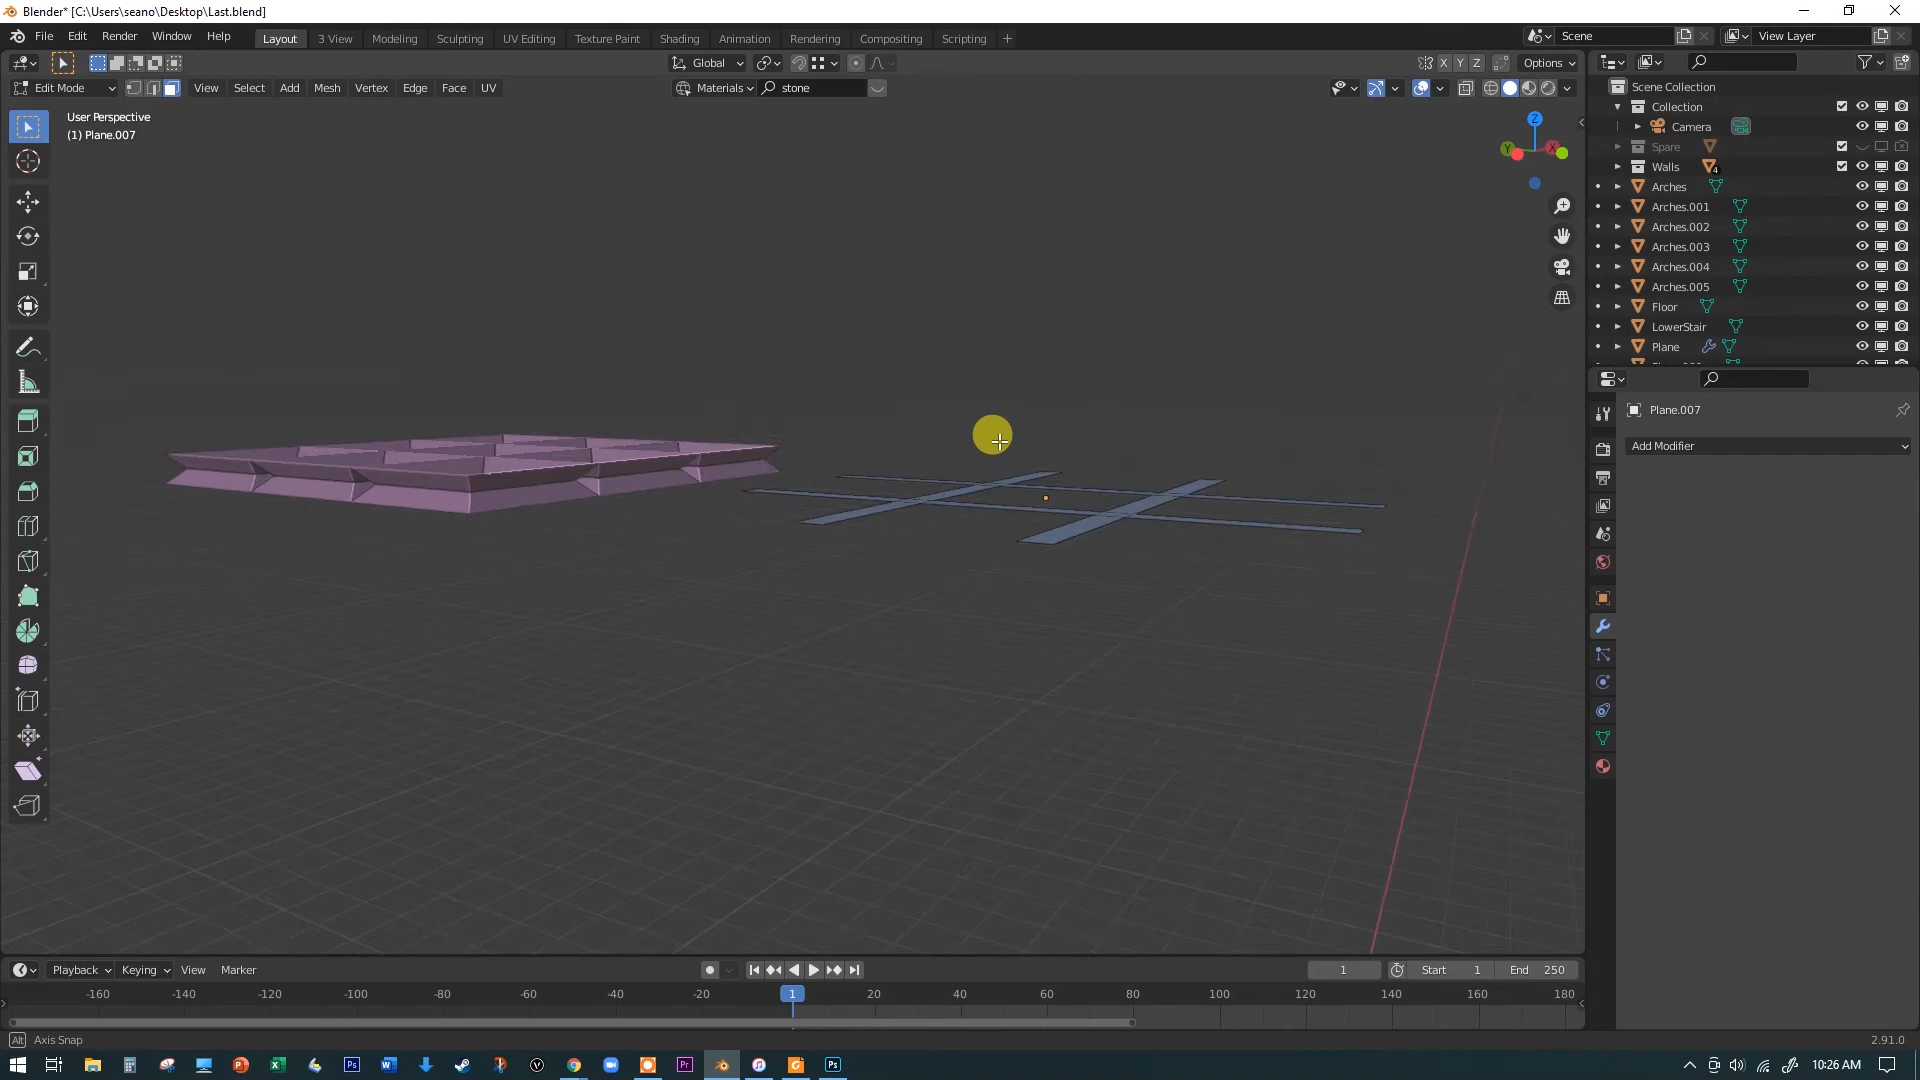 Blender* [C:\Users\seano\Desktop\Last.blend]
File Edit Render Window Help Layout 3 View Modeling Sculpting UV Editing Texture Paint Shading Animation Rendering Compositing Scripting + Scene View Layer
Global X Y Z Options
Edit Mode View Select Add Mesh Vertex Edge Face UV Materials stone
User Perspective
(1) Plane.007
Z
Y
X
Scene Collection
Collection
Camera
Spare
Walls 4
Arches
Arches.001
Arches.002
Arches.003
Arches.004
Arches.005
Floor
LowerStair
Plane
Plane.007
Add Modifier
Playback Keying View Marker 1 Start 1 End 250
-160 -140 -120 -100 -80 -60 -40 -20 1 20 40 60 80 100 120 140 160 180
Alt Axis Snap 2.91.0
10:26 AM